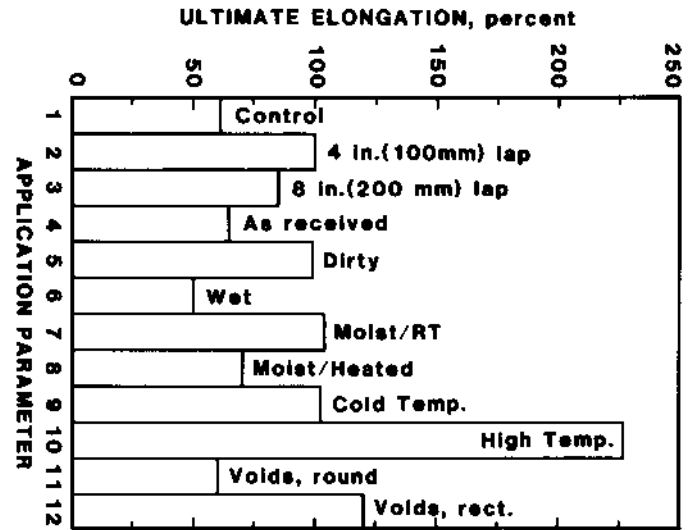 ULTIMATE ELONGATION, percent
0 50 100 150 200 250
APPLICATION PARAMETER
1 Control
2 4 in.(100mm) lap
3 8 in.(200 mm) lap
4 As received
5 Dirty
6 Wet
7 Moist/RT
8 Moist/Heated
9 Cold Temp.
10 High Temp.
11 Voids, round
12 Voids, rect.